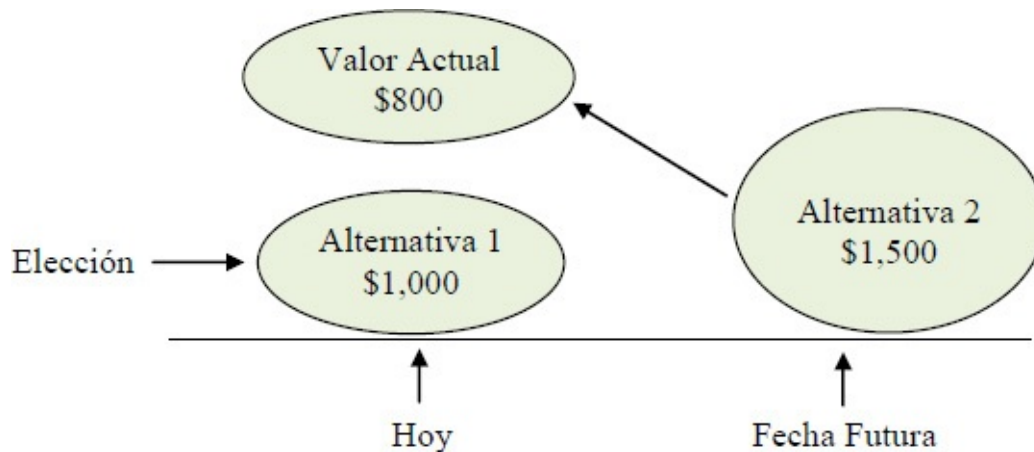 Valor Actual
$800
Alternativa 1
$1,000
Alternativa 2
$1,500
Elección
Hoy
Fecha Futura